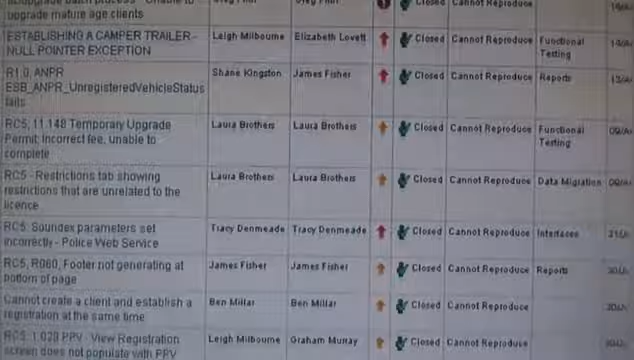 upgrade mature age clients
Closed Cannot Reproduce
ESTABLISHING A CAMPER TRAILER - Leigh Milbourne Elizabeth Lovett Closed Cannot Reproduce Functional
NULL POINTER EXCEPTION Testing
R1.0, ANPR Shane Kingston James Fisher Closed Cannot Reproduce Reports
ESB_ANPR_UnregisteredVehicleStatus
fails
RC5, 11.148 Temporary Upgrade Laura Brothers Laura Brothers Closed Cannot Reproduce Functional
Permit; Incorrect fee, unable to Testing
complete
RC5 - Restrictions tab showing Laura Brothers Laura Brothers Closed Cannot Reproduce Data Migration
restrictions that are unrelated to the
licence
RC5. Soundex parameters set Tracy Denmeade Tracy Denmeade Closed Cannot Reproduce Interfaces
incorrectly - Police Web Service
RC5, R060, Footer not generating at James Fisher James Fisher Closed Cannot Reproduce Reports
bottom of page
Cannot create a client and establish a Ben Millar Ben Millar Closed Cannot Reproduce
registration at the same time
RC5: 1.020 PPV - View Registration Leigh Milbourne Graham Murray Closed Cannot Reproduce
screen does not populate with PPV